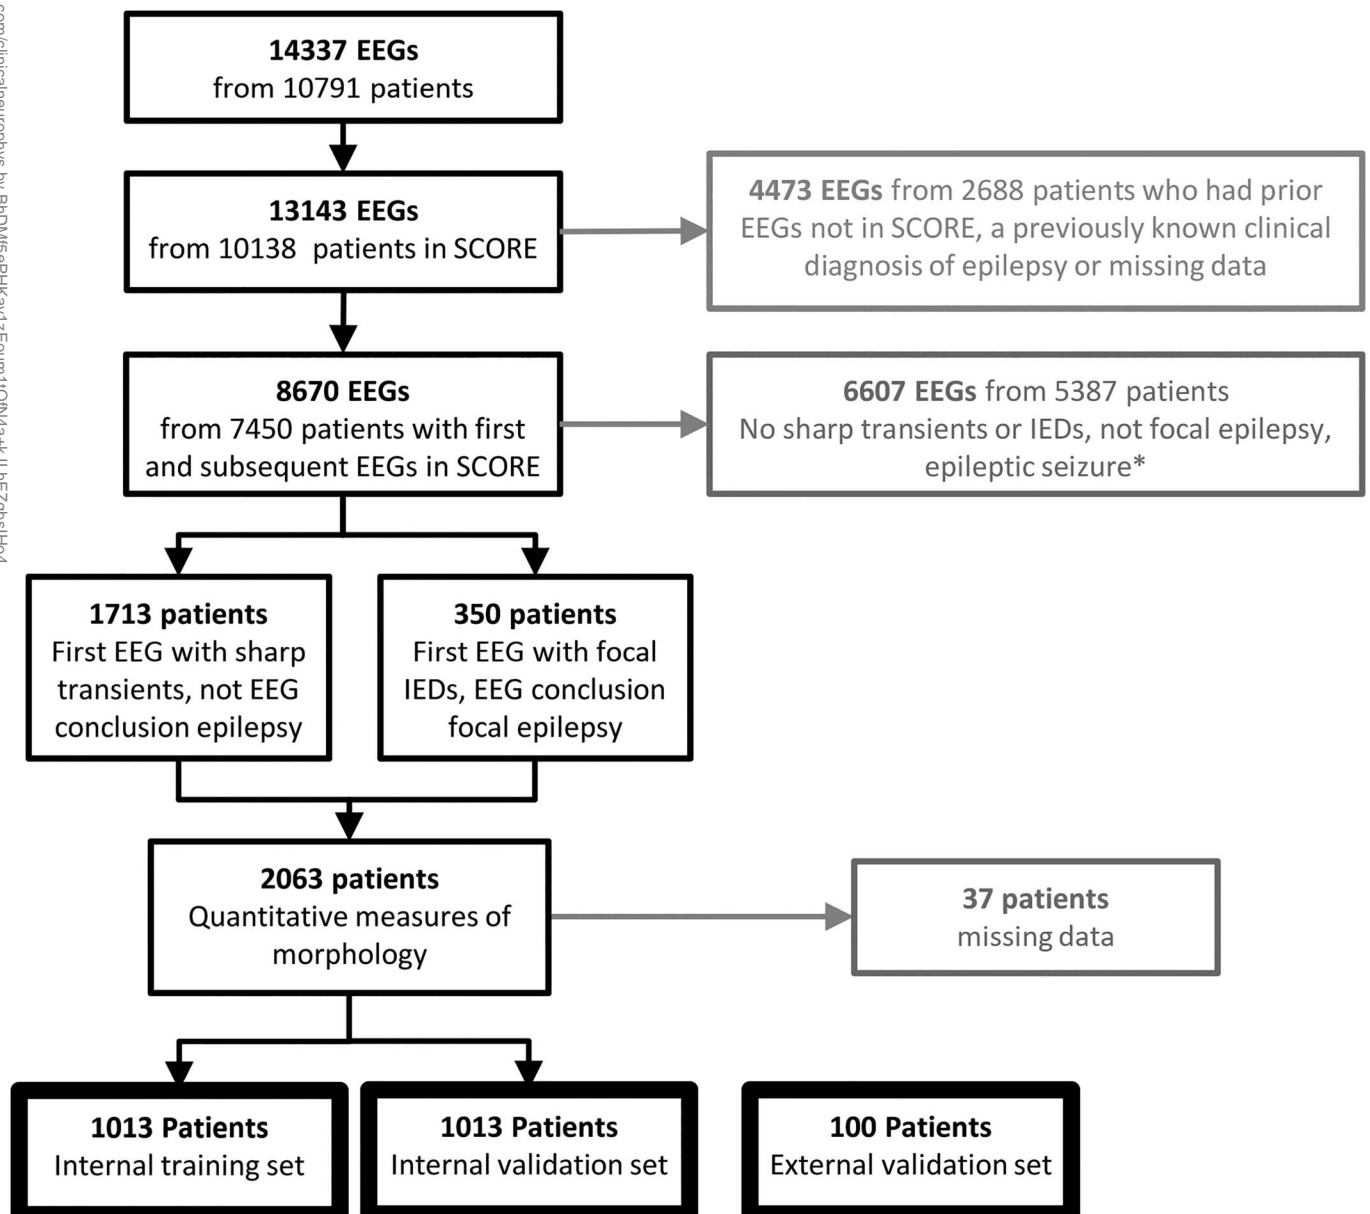 14337 EEGs
from 10791 patients
13143 EEGs
from 10138 patients in SCORE
4473 EEGs from 2688 patients who had prior
EEGs not in SCORE, a previously known clinical
diagnosis of epilepsy or missing data
8670 EEGs
from 7450 patients with first
and subsequent EEGs in SCORE
6607 EEGs from 5387 patients
No sharp transients or IEDs, not focal epilepsy,
epileptic seizure*
1713 patients
First EEG with sharp
transients, not EEG
conclusion epilepsy
350 patients
First EEG with focal
IEDs, EEG conclusion
focal epilepsy
2063 patients
Quantitative measures of
morphology
37 patients
missing data
1013 Patients
Internal training set
1013 Patients
Internal validation set
100 Patients
External validation set